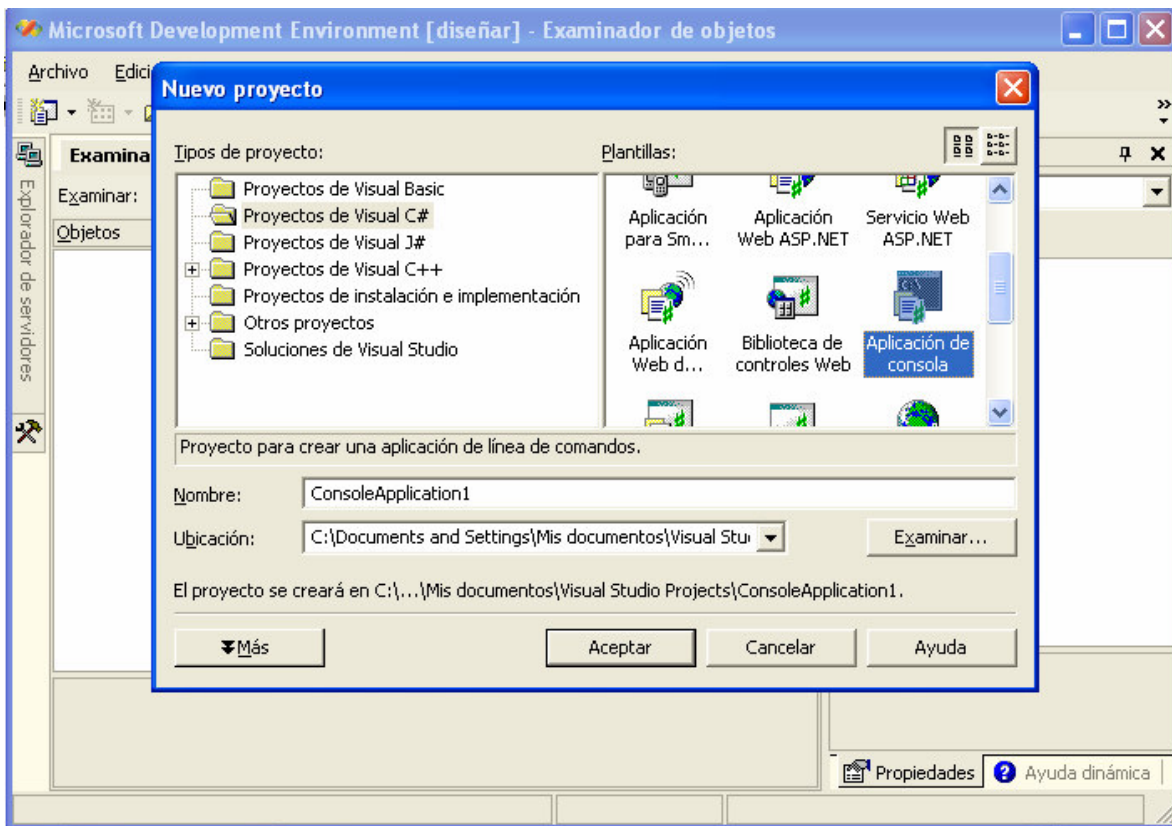 Microsoft Development Environment [diseñar] - Examinador de objetos
Archivo Edici
Nuevo proyecto
Examina
Examinar:
Objetos
Explorador de servidores
Tipos de proyecto:
Proyectos de Visual Basic
Proyectos de Visual C#
Proyectos de Visual J#
Proyectos de Visual C++
Proyectos de instalación e implementación
Otros proyectos
Soluciones de Visual Studio
Plantillas:
Aplicación para Sm...
Aplicación Web ASP.NET
Servicio Web ASP.NET
Aplicación Web d...
Biblioteca de controles Web
Aplicación de consola
Proyecto para crear una aplicación de línea de comandos.
Nombre: ConsoleApplication1
Ubicación: C:\Documents and Settings\Mis documentos\Visual Stu
Examinar...
El proyecto se creará en C:\...\Mis documentos\Visual Studio Projects\ConsoleApplication1.
Más
Aceptar
Cancelar
Ayuda
Propiedades
Ayuda dinámica